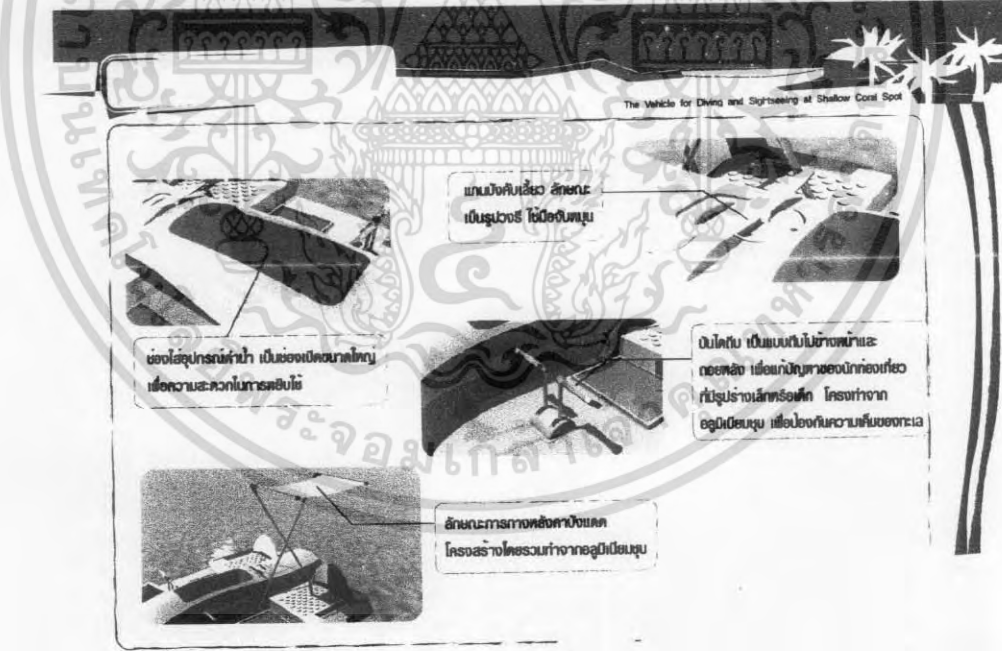 The Vehicle for Diving and Sightseeing at Shallow Coral Spot
แกนบังคับเลี้ยว ลักษณะ
เป็นรูปวงรี ใช้มือจับหมุน
ช่องใส่อุปกรณ์ดำน้ำ เป็นช่องเปิดขนาดใหญ่
เพื่อความสะดวกในการหยิบใช้
บันไดถีบ เป็นแบบถีบไปข้างหน้าและ
ถอยหลัง เพื่อแก้ปัญหาของนักท่องเที่ยว
ที่มีรูปร่างเล็กหรือเด็ก โครงทำจาก
อลูมิเนียมชุบ เพื่อป้องกันความเค็มของทะเล
ลักษณะการกางหลังคาบังแดด
โครงสร้างโดยรวมทำจากอลูมิเนียมชุบ